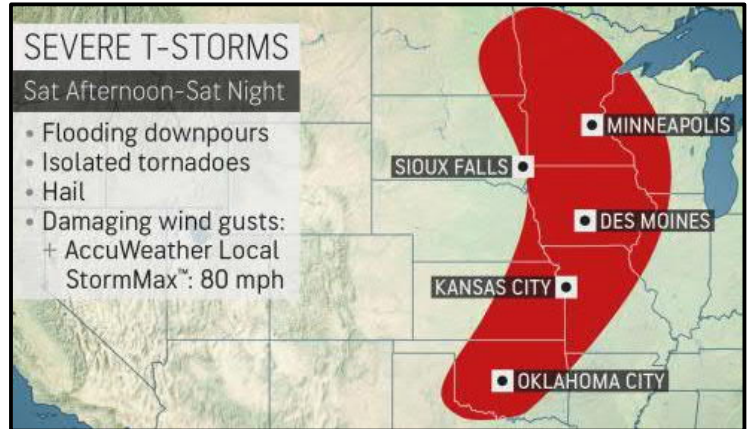 SEVERE T-STORMS
Sat Afternoon-Sat Night
• Flooding downpours
• Isolated tornadoes
• Hail
• Damaging wind gusts:
+ AccuWeather Local
StormMax™: 80 mph
MINNEAPOLIS
SIOUX FALLS
DES MOINES
KANSAS CITY
OKLAHOMA CITY